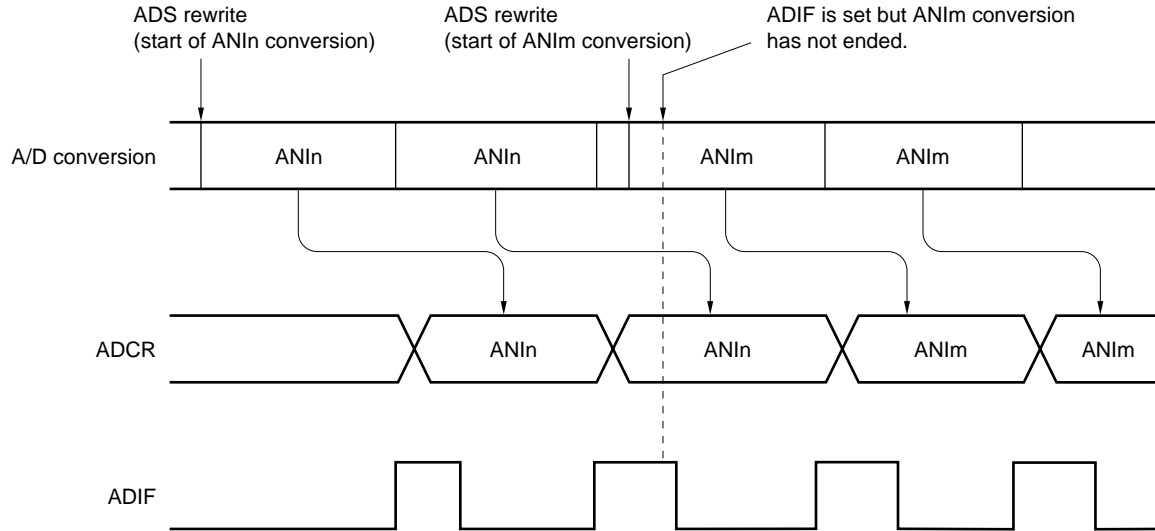 ADS rewrite
(start of ANIn conversion)
ADS rewrite
(start of ANIm conversion)
ADIF is set but ANIm conversion
has not ended.
A/D conversion
ANIn
ANIn
ANIm
ANIm
ADCR
ANIn
ANIn
ANIm
ANIm
ADIF